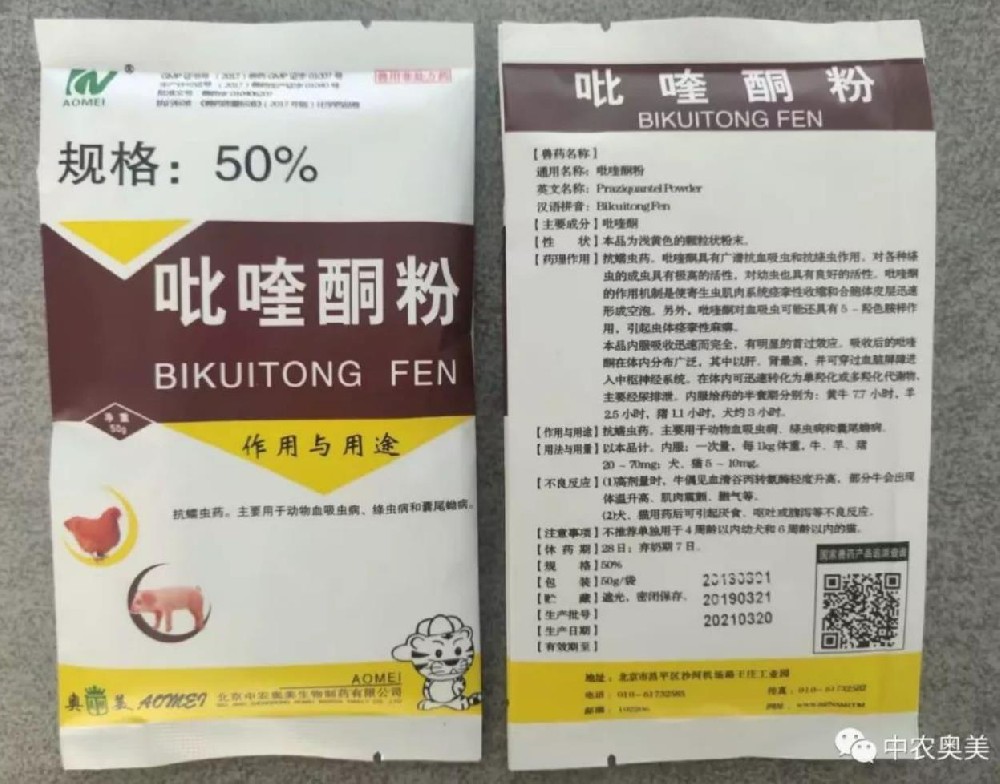 AOMEI
兽用非处方药
规格：50%
吡喹酮粉
BIKUITONG FEN
净重
50g
作用与用途
抗蠕虫药。主要用于动物血吸虫病、绦虫病和囊尾蚴病。
AOMEI
奥美 AOMEI 北京中农奥美生物制药有限公司
吡喹酮粉
BIKUITONG FEN
【兽药名称】
通用名称：吡喹酮粉
英文名称：Praziquantel Powder
汉语拼音：Bikuitong Fen
【主要成分】吡喹酮
【性 状】本品为浅黄色的颗粒状粉末。
【药理作用】抗蠕虫药。吡喹酮具有广谱抗血吸虫和抗绦虫作用。对各种绦
虫的成虫具有极高的活性，对幼虫也具有良好的活性。吡喹酮
的作用机制是使寄生虫肌肉系统痉挛性收缩和合胞体皮层迅速
形成空泡。另外，吡喹酮对血吸虫可能还具有5-羟色胺样作
用，引起虫体痉挛性麻痹。
本品内服吸收迅速而完全，有明显的首过效应。吸收后的吡喹
酮在体内分布广泛，其中以肝、肾最高，并可穿过血脑屏障进
入中枢神经系统。在体内可迅速转化为单羟化或多羟化代谢物，
主要经尿排泄。内服给药的半衰期分别为：黄牛 7.7 小时，羊
2.5 小时，猪 1.1 小时，犬约 3 小时。
【作用与用途】抗蠕虫药。主要用于动物血吸虫病、绦虫病和囊尾蚴病。
【用法与用量】以本品计。内服：一次量，每1kg体重，牛、羊、猪
20～70mg；犬、猫5～10mg。
【不良反应】(1)高剂量时，牛偶见血清谷丙转氨酶轻度升高，部分牛会出现
体温升高、肌肉震颤、臌气等。
(2)犬、猫用药后可引起厌食、呕吐或腹泻等不良反应。
【注意事项】不推荐单独用于 4 周龄以内幼犬和 6 周龄以内的猫。
【休 药 期】28日；弃奶期 7 日。
【规 格】50%
【包 装】50g/袋
【贮 藏】遮光，密闭保存。
【生产批号】
20190321
【生产日期】
20210320
【有效期至】
国家兽药产品追溯查询
地址：北京市昌平区沙河机场路王庄工业园
电话：010-61732585
中农奥美